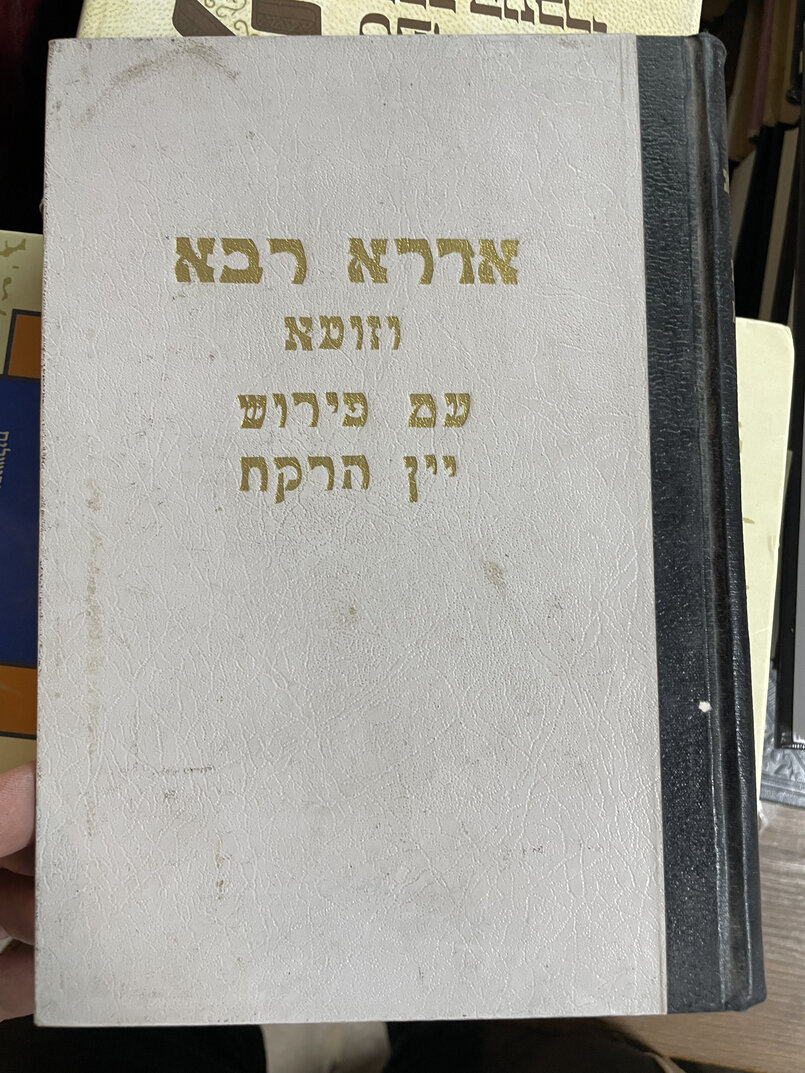 אדרא רבא
וזוטא
עם פירוש
יין הרקח